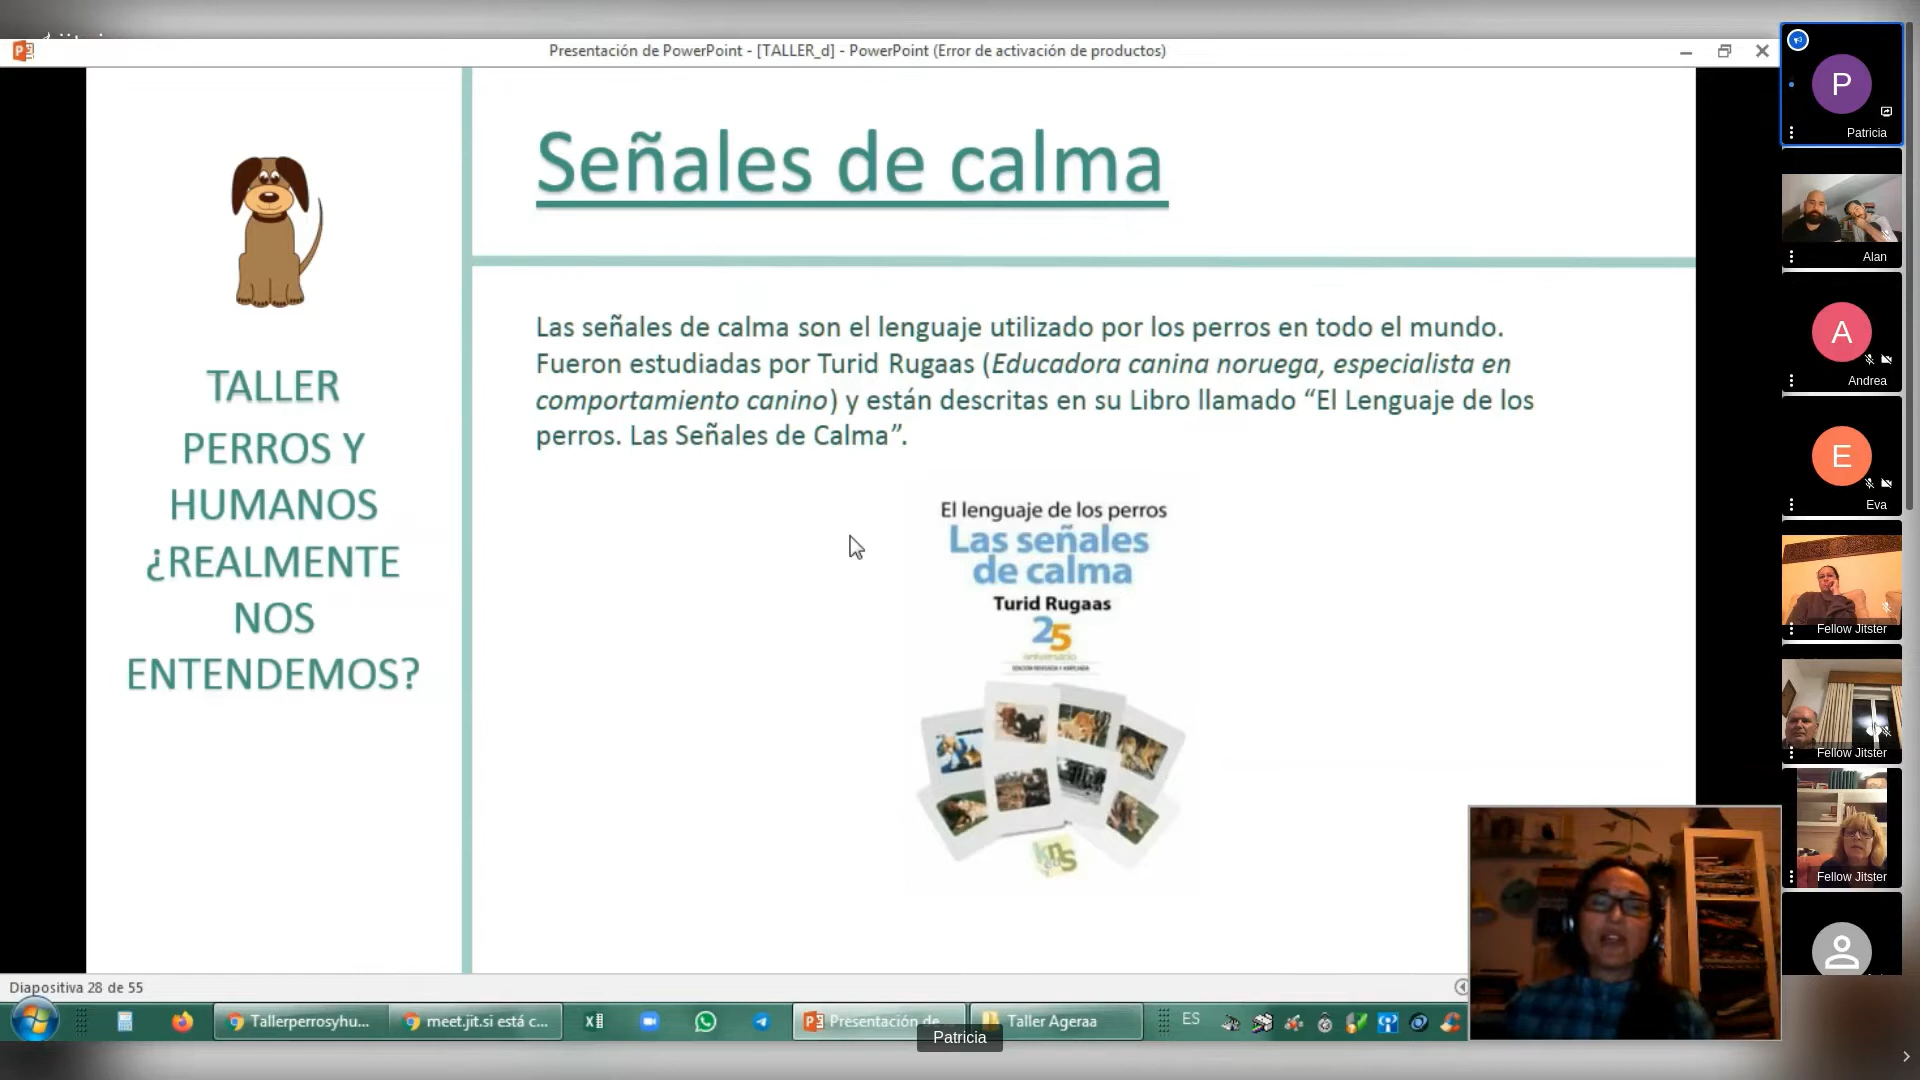 Presentación de PowerPoint - [TALLER_d] - PowerPoint (Error de activación de productos)
Señales de calma
TALLER
PERROS Y
HUMANOS
¿REALMENTE
NOS
ENTENDEMOS?
Las señales de calma son el lenguaje utilizado por los perros en todo el mundo.
Fueron estudiadas por Turid Rugaas (Educadora canina noruega, especialista en
comportamiento canino) y están descritas en su Libro llamado “El Lenguaje de los
perros. Las Señales de Calma”.
El lenguaje de los perros
Las señales
de calma
Turid Rugaas
25
aniversario
EDICIÓN REVISADA Y AMPLIADA
kns
P
Patricia
Alan
A
Andrea
E
Eva
Fellow Jitster
Fellow Jitster
Fellow Jitster
Diapositiva 28 de 55
Tallerperrosyhu...
meet.jit.si está c...
Presentación de
Taller Ageraa
ES
Patricia